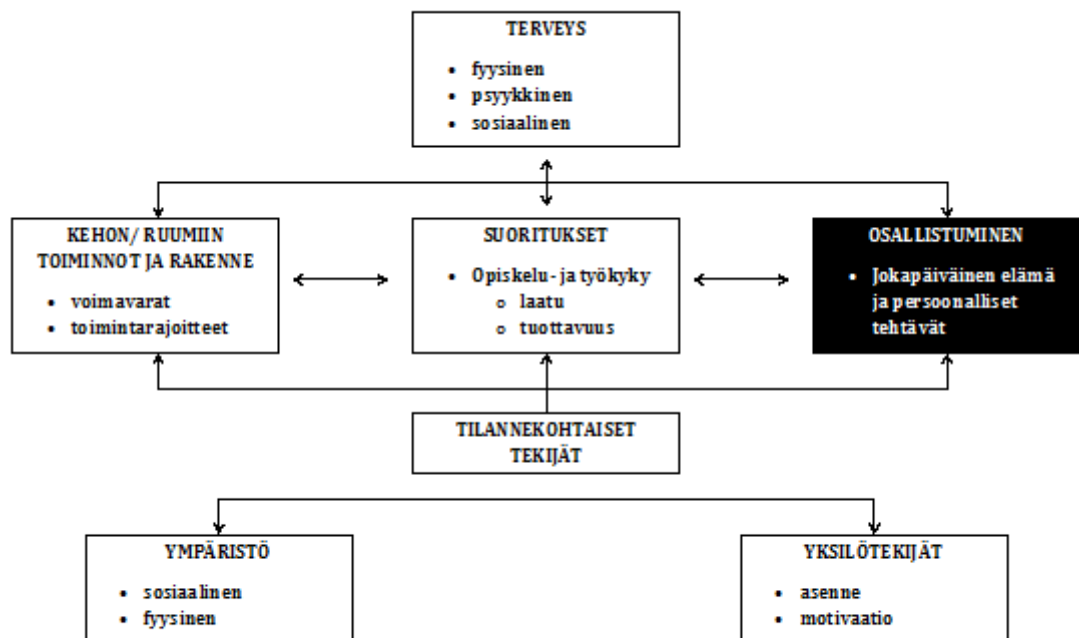 TERVEYS
• fyysinen
• psyykkinen
• sosiaalinen
KEHON/ RUUMIIN
TOIMINNOT JA RAKENNE
• voimavarat
• toimintarajoitteet
SUORITUKSET
• Opiskelu- ja työkyky
o laatu
o tuottavuus
OSALLISTUMINEN
• Jokapäiväinen elämä
ja persoonalliset
tehtävät
TILANNEKOHTAISET
TEKIJÄT
YMPÄRISTÖ
• sosiaalinen
• fyysinen
YKSILÖTEKIJÄT
• asenne
• motivaatio